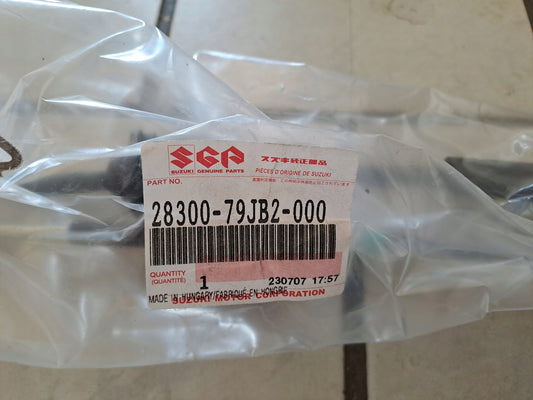 SGP
SUZUKI GENUINE PARTS
スズキ純正部品
PIÈCES D'ORIGINE DE SUZUKI
PART NO.
28300-79JB2-000
QUANTITY
(QUANTITÉ)
1
230707 17:57
MADE IN HUNGARY/FABRIQUÉ EN HONGRIE
SUZUKI MOTOR CORPORATION